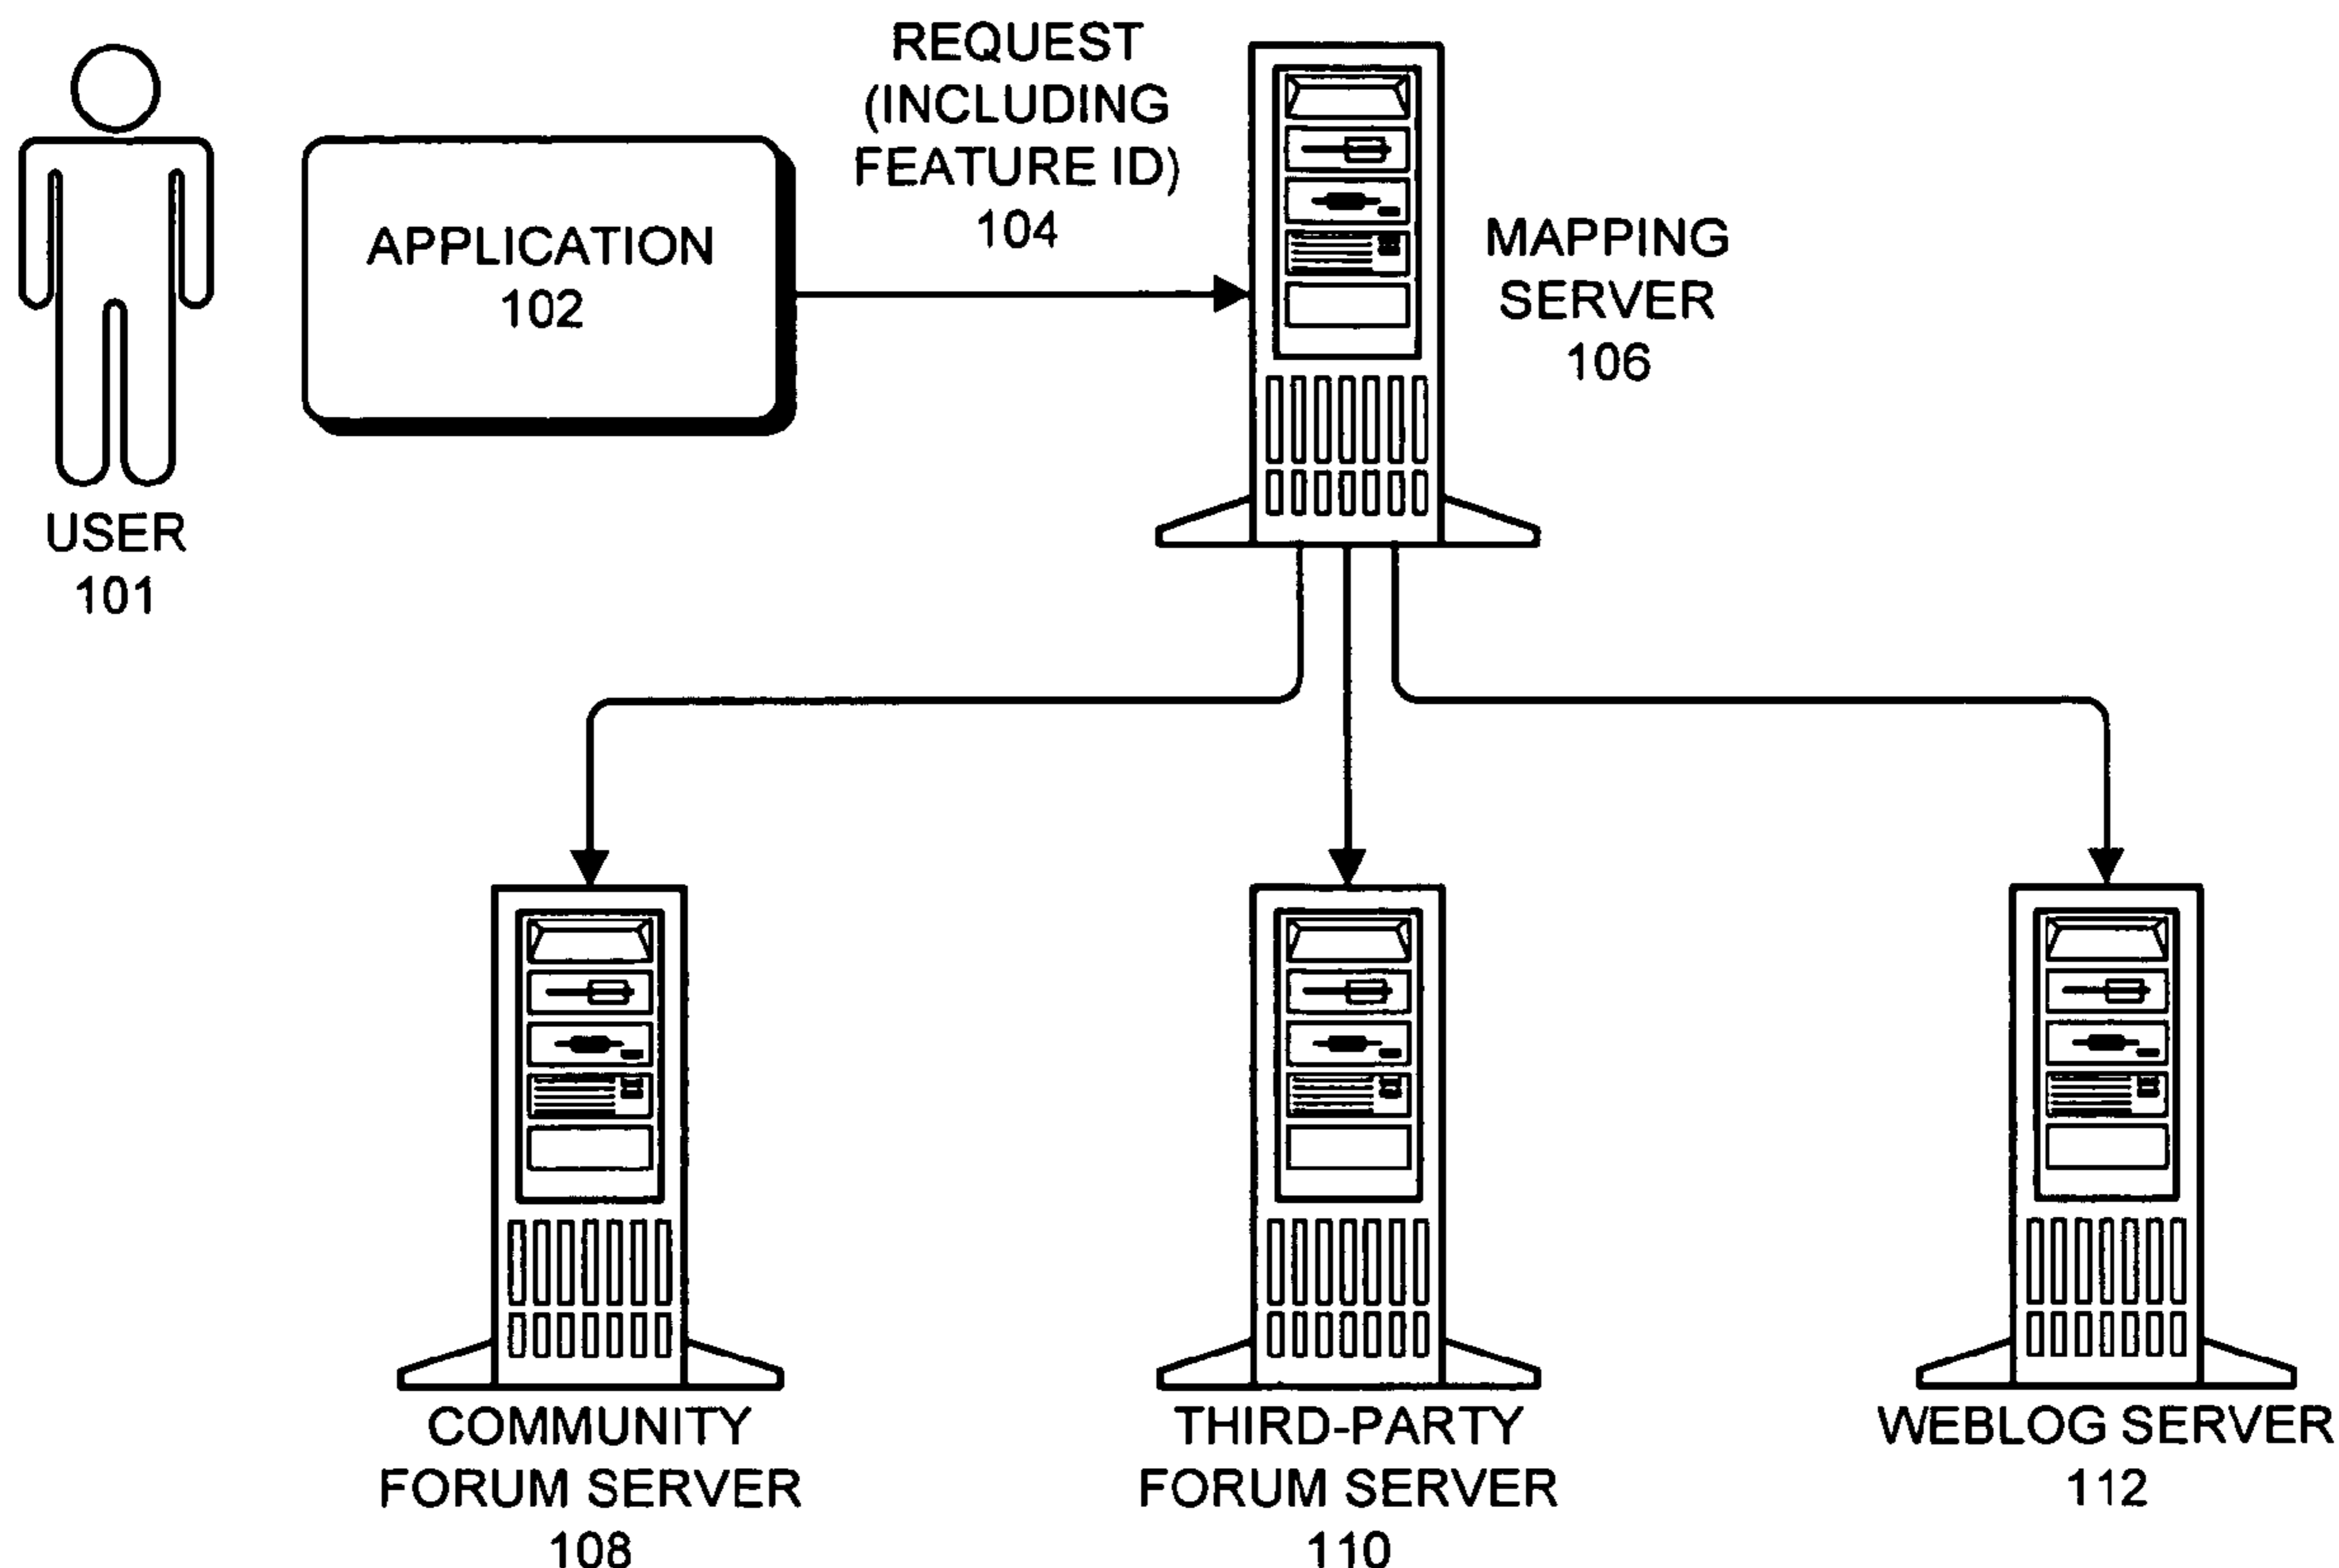 REQUEST
(INCLUDING
FEATURE ID)
104
APPLICATION
102
MAPPING
SERVER
106
USER
101
COMMUNITY
FORUM SERVER
108
THIRD-PARTY
FORUM SERVER
110
WEBLOG SERVER
112